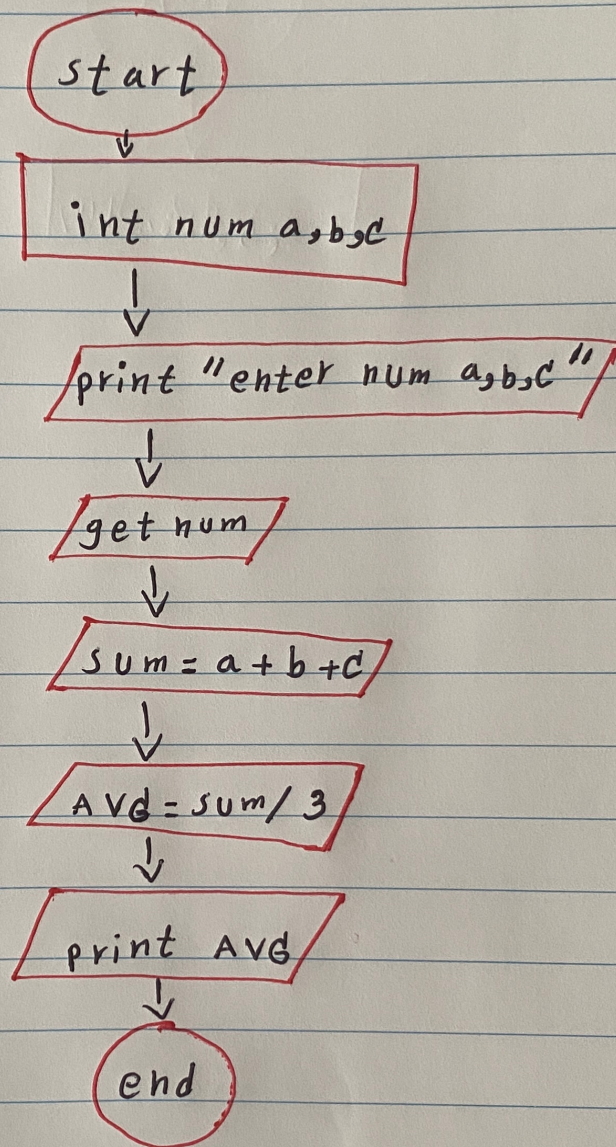 start
int num a,b,c
print "enter num a,b,c"
get num
sum = a + b + c
AVG = sum / 3
print AVG
end